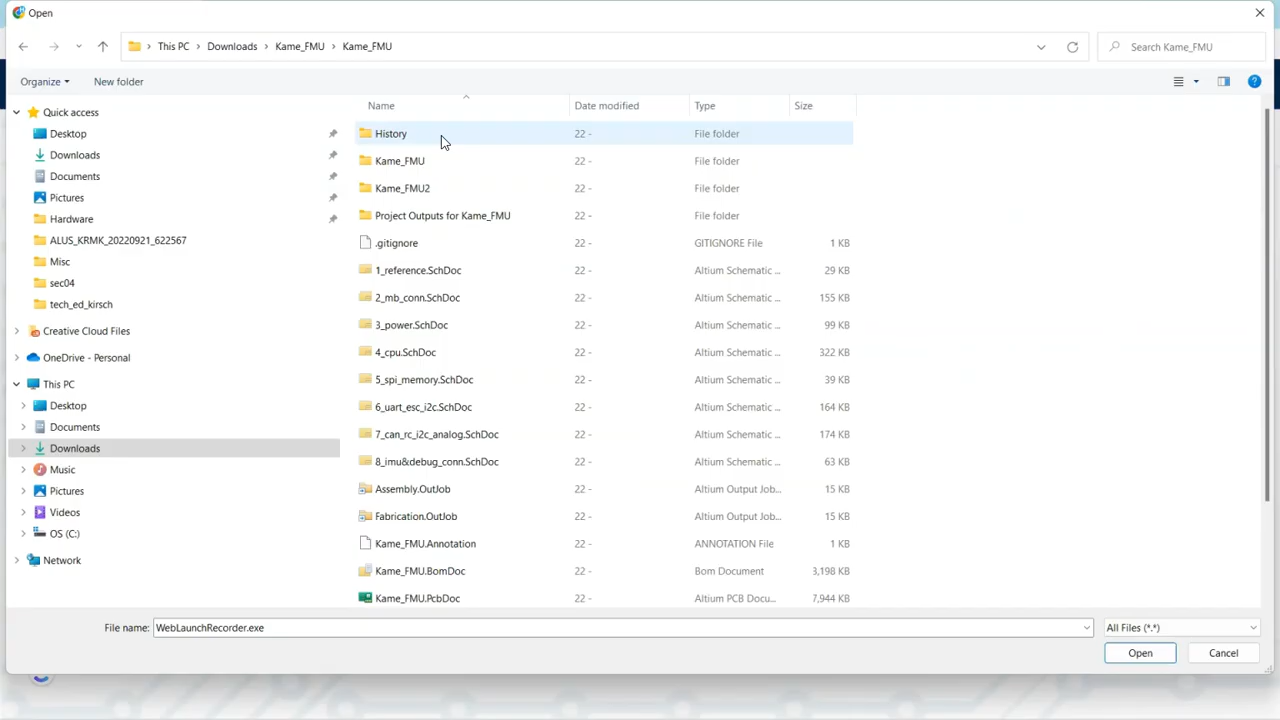 Open
This PC > Downloads > Kame_FMU > Kame_FMU
Search Kame_FMU
Organize
New folder
Name Date modified Type Size
Quick access
Desktop
Downloads
Documents
Pictures
Hardware
ALUS_KRMK_20220921_622567
Misc
sec04
tech_ed_kirsch
Creative Cloud Files
OneDrive - Personal
This PC
Desktop
Documents
Downloads
Music
Pictures
Videos
OS (C:)
Network
History 22 - File folder
Kame_FMU 22 - File folder
Kame_FMU2 22 - File folder
Project Outputs for Kame_FMU 22 - File folder
.gitignore 22 - GITIGNORE File 1 KB
1_reference.SchDoc 22 - Altium Schematic ... 29 KB
2_mb_conn.SchDoc 22 - Altium Schematic ... 155 KB
3_power.SchDoc 22 - Altium Schematic ... 99 KB
4_cpu.SchDoc 22 - Altium Schematic ... 322 KB
5_spi_memory.SchDoc 22 - Altium Schematic ... 39 KB
6_uart_esc_i2c.SchDoc 22 - Altium Schematic ... 164 KB
7_can_rc_i2c_analog.SchDoc 22 - Altium Schematic ... 174 KB
8_imu&debug_conn.SchDoc 22 - Altium Schematic ... 63 KB
Assembly.OutJob 22 - Altium Output Job... 15 KB
Fabrication.OutJob 22 - Altium Output Job... 15 KB
Kame_FMU.Annotation 22 - ANNOTATION File 1 KB
Kame_FMU.BomDoc 22 - Bom Document 3,198 KB
Kame_FMU.PcbDoc 22 - Altium PCB Docu... 7,944 KB
File name: WebLaunchRecorder.exe
All Files (*.*)
Open
Cancel